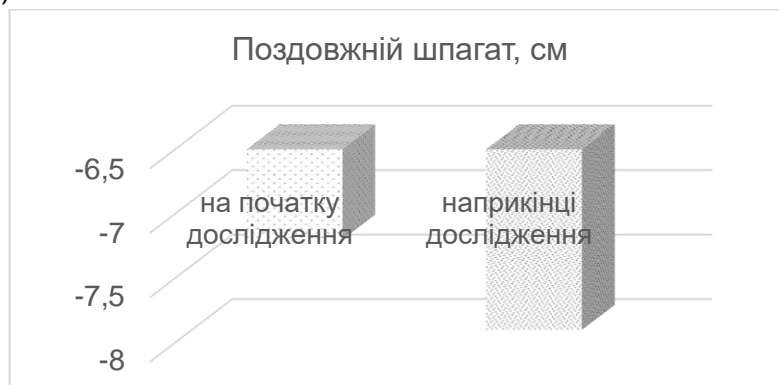 )
Поздовжній шпагат, см
-6,5
-7
-7,5
-8
на початку
дослідження
наприкінці
дослідження